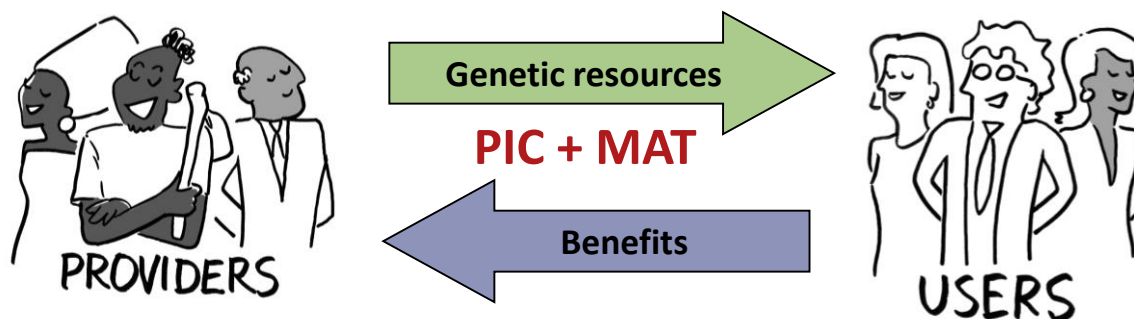 Genetic resources
PIC + MAT
Benefits
PROVIDERS
USERS